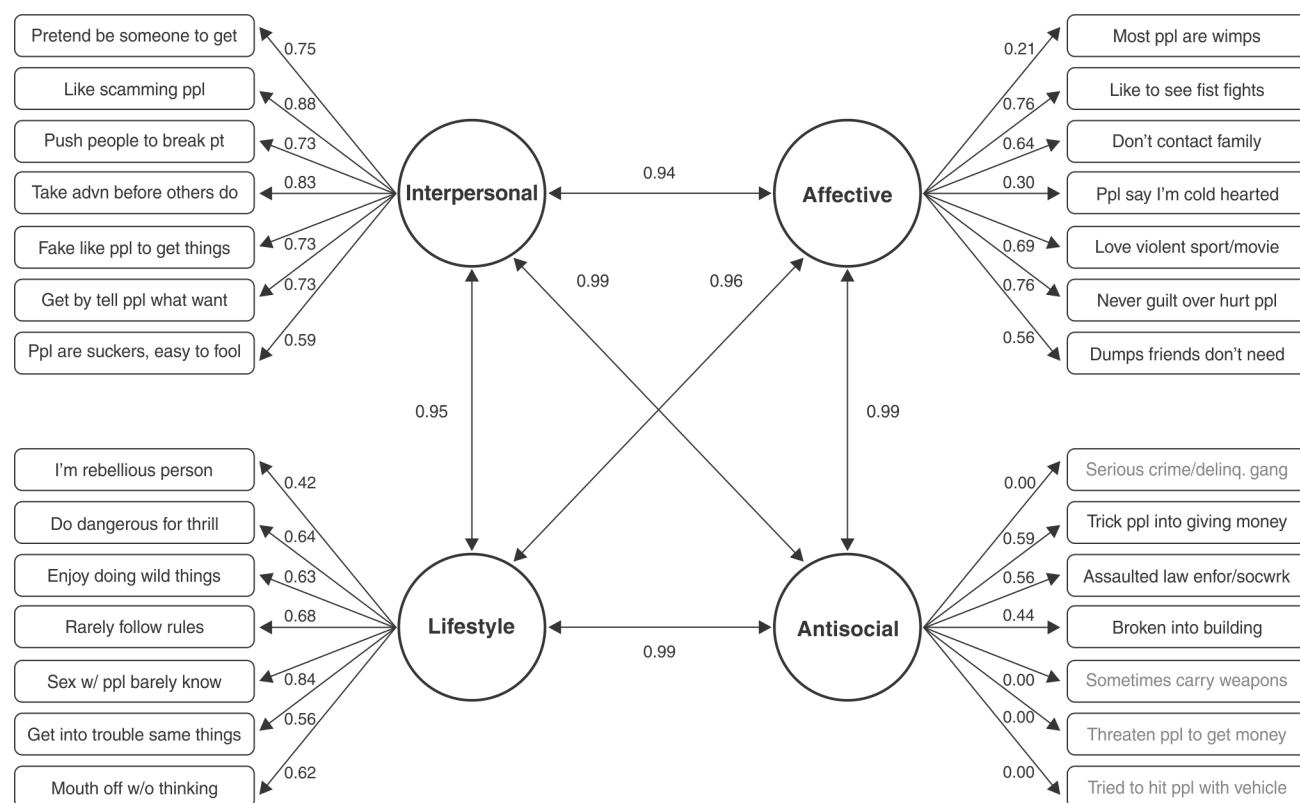 Pretend be someone to get
0.75
Like scamming ppl
0.88
Push people to break pt
0.73
Take advn before others do
0.83
Fake like ppl to get things
0.73
Get by tell ppl what want
0.73
Ppl are suckers, easy to fool
0.59
Interpersonal
0.94
Affective
0.21
Most ppl are wimps
0.76
Like to see fist fights
0.64
Don’t contact family
0.30
Ppl say I’m cold hearted
0.69
Love violent sport/movie
0.76
Never guilt over hurt ppl
0.56
Dumps friends don’t need
0.99
0.96
0.95
0.99
I’m rebellious person
0.42
Do dangerous for thrill
0.64
Enjoy doing wild things
0.63
Rarely follow rules
0.68
Sex w/ ppl barely know
0.84
Get into trouble same things
0.56
Mouth off w/o thinking
0.62
Lifestyle
0.99
Antisocial
0.00
Serious crime/delinq. gang
0.59
Trick ppl into giving money
0.56
Assaulted law enfor/socwrk
0.44
Broken into building
0.00
Sometimes carry weapons
0.00
Threaten ppl to get money
0.00
Tried to hit ppl with vehicle